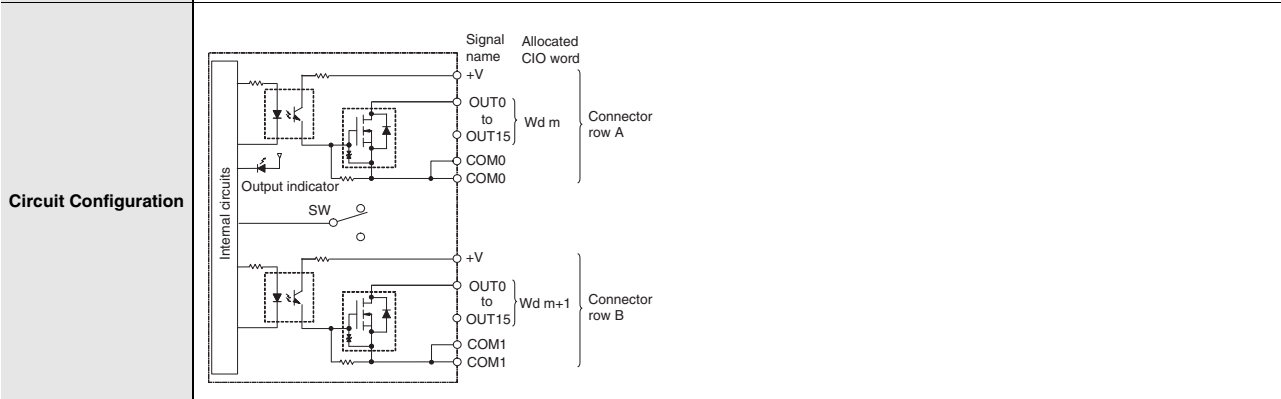 Circuit Configuration
Signal name
Allocated CIO word
+V
OUT0
to
OUT15
Wd m
Connector row A
COM0
COM0
Internal circuits
Output indicator
SW
+V
OUT0
to
OUT15
Wd m+1
Connector row B
COM1
COM1